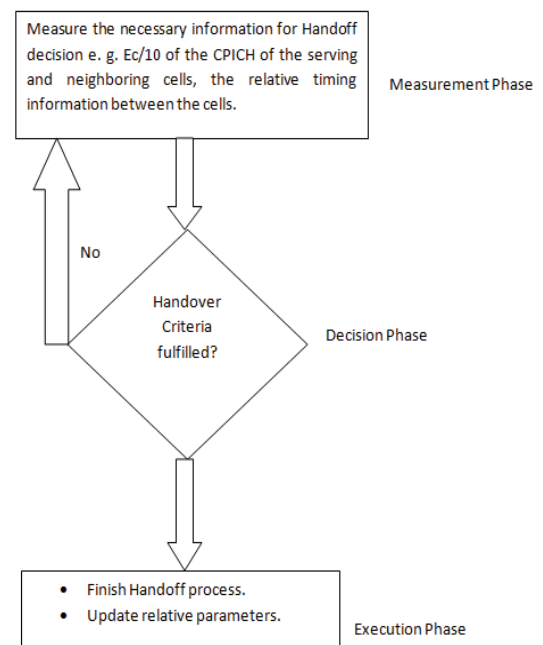 Measure the necessary information for Handoff
decision e. g. Ec/10 of the CPICH of the serving
and neighboring cells, the relative timing
information between the cells.
Measurement Phase
No
Handover
Criteria
fulfilled?
Decision Phase
• Finish Handoff process.
• Update relative parameters.
Execution Phase